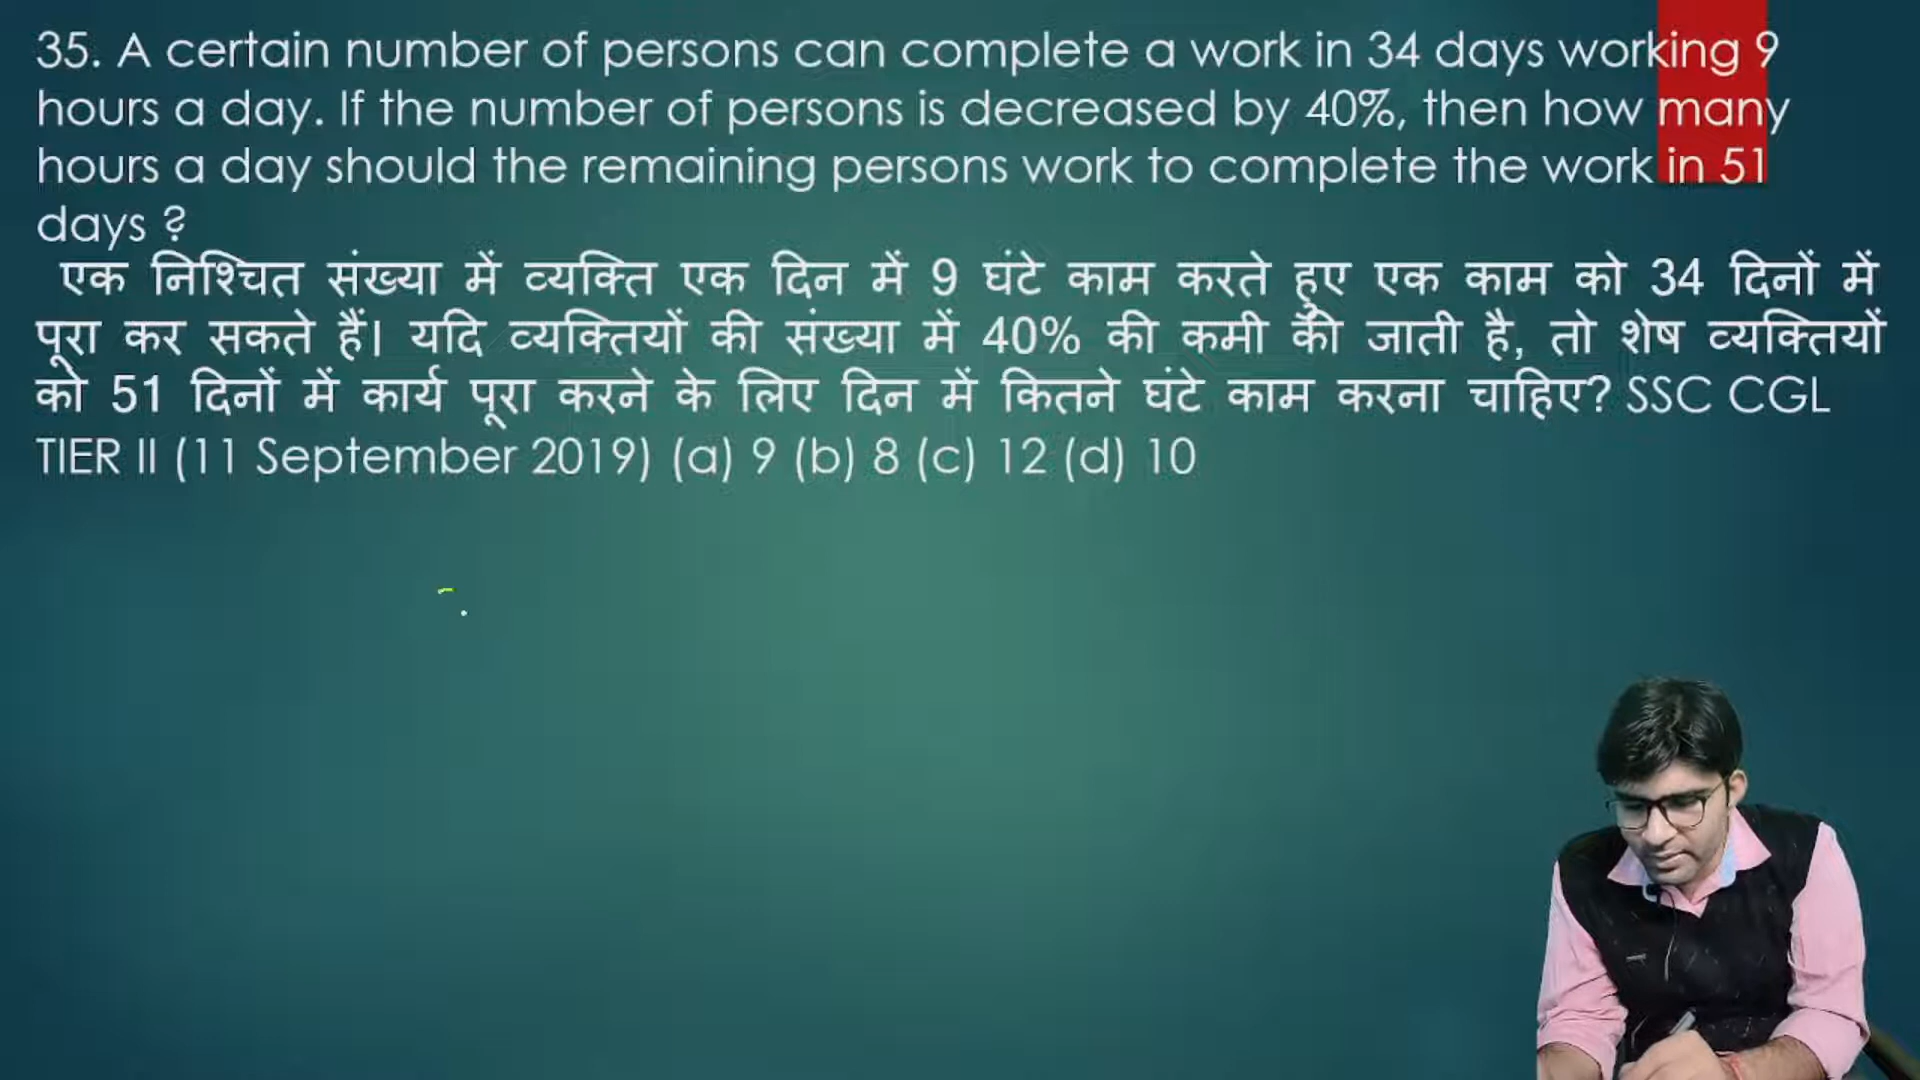 35. A certain number of persons can complete a work in 34 days working 9
hours a day. If the number of persons is decreased by 40%, then how many
hours a day should the remaining persons work to complete the work in 51
days ?
एक निश्चित संख्या में व्यक्ति एक दिन में 9 घंटे काम करते हुए एक काम को 34 दिनों में
पूरा कर सकते हैं। यदि व्यक्तियों की संख्या में 40% की कमी की जाती है, तो शेष व्यक्तियों
को 51 दिनों में कार्य पूरा करने के लिए दिन में कितने घंटे काम करना चाहिए? SSC CGL
TIER II (11 September 2019) (a) 9 (b) 8 (c) 12 (d) 10